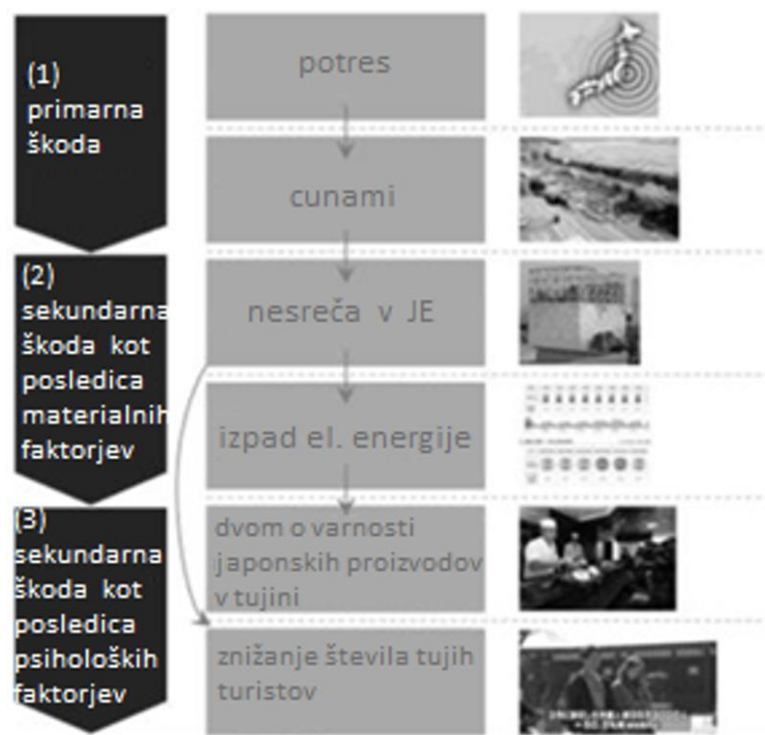 (1)
primarna
škoda
potres
cunami
(2)
sekundarna
škoda kot
posledica
materialnih
faktorjev
nesreča v JE
izpad el. energije
(3)
sekundarna
škoda kot
posledica
psiholoških
faktorjev
dvom o varnosti
japonskih proizvodov
v tujini
znižanje števila tujih
turistov